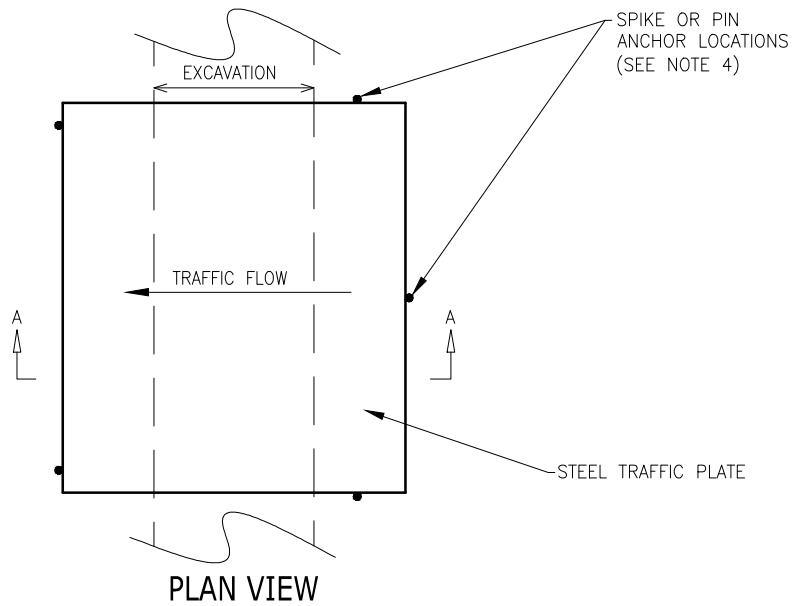 SPIKE OR PIN
ANCHOR LOCATIONS
(SEE NOTE 4)
EXCAVATION
TRAFFIC FLOW
A
A
STEEL TRAFFIC PLATE
PLAN VIEW